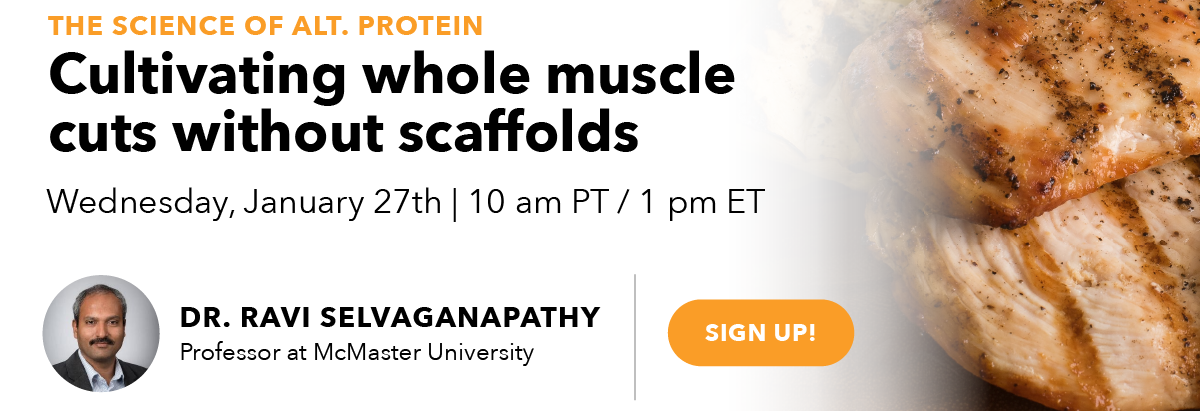 THE SCIENCE OF ALT. PROTEIN
Cultivating whole muscle
cuts without scaffolds
Wednesday, January 27th | 10 am PT / 1 pm ET
DR. RAVI SELVAGANAPATHY
Professor at McMaster University
SIGN UP!